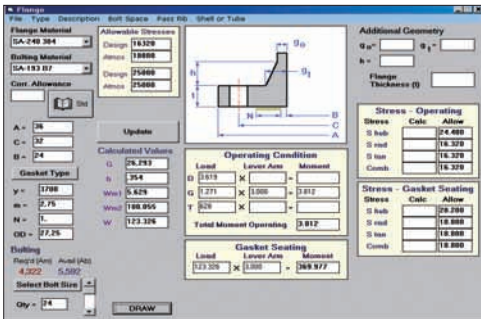 Flange
File Type Description Bolt Space Pass Rib Shell or Tube
Flange Material
SA-240 304
Bolting Material
SA-193 B7
Corr. Allowance
Std
A = 36
C = 32
B = 24
Gasket Type
y = 3700
m = 2.75
N = 1.
OD = 27.25
Bolting
Req'd (Am) Avail (Ab)
4,322 5,592
Select Bolt Size
Qty = 24
Allowable Stresses
Design 16320
Atmos 18800
Design 25000
Atmos 25000
Update
Calculated Values
G 26.293
b .354
Wm1 5.629
Wm2 108.055
W 123.326
DRAW
g₀
g₁
h
t
N
B
C
A
Operating Condition
Load Lever Arm Moment
D 3.619 X =
G 1.271 X 3.000 = 3.812
T .628 X =
Total Moment Operating 3.812
Gasket Seating
Load Lever Arm Moment
123.326 X 3.000 = 369.977
Additional Geometry
g₀= g₁=
h =
Flange
Thickness (t)
Stress - Operating
Stress Calc Allow
S hub 24.480
S rad 16.320
S tan 16.320
Comb 16.320
Stress - Gasket Seating
Stress Calc Allow
S hub 28.200
S rad 18.800
S tan 18.800
Comb 18.800